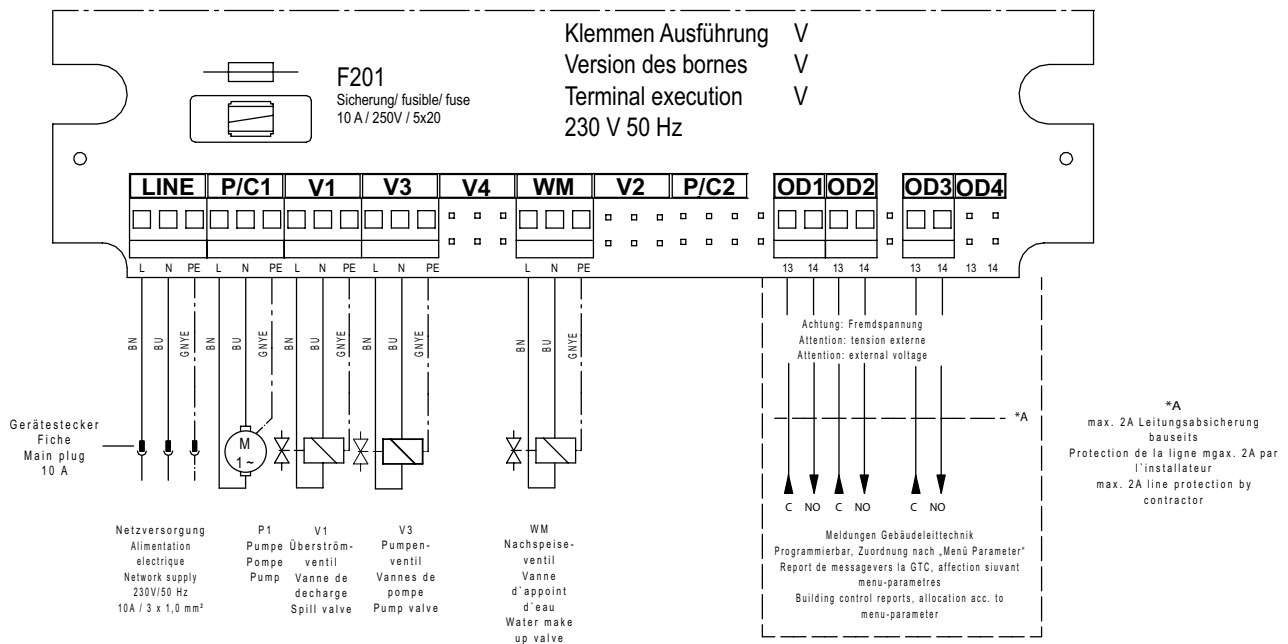 Klemmen Ausführung V
Version des bornes V
Terminal execution V
230 V 50 Hz
F201
Sicherung/ fusible/ fuse
10 A / 250V / 5x20
LINE P/C1 V1 V3 V4 WM V2 P/C2 OD1 OD2 OD3 OD4
L N PE L N PE L N PE L N PE L N PE 13 14 13 14 13 14 13 14
BN BU GNYE BN BU GNYE BN BU GNYE BN BU GNYE BN BU GNYE
Achtung: Fremdspannung
Attention: tension externe
Attention: external voltage
*A
Gerätestecker
Fiche
Main plug
10 A
M
1 ~
C NO C NO C NO
*A
max. 2A Leitungsabsicherung
bauseits
Protection de la ligne mgax. 2A par
l`installateur
max. 2A line protection by
contractor
Netzversorgung
Alimentation
electrique
Network supply
230V/50 Hz
10A / 3 x 1,0 mm²
P1
Pumpe
Pompe
Pump
V1
Überström-
ventil
Vanne de
decharge
Spill valve
V3
Pumpen-
ventil
Vannes de
pompe
Pump valve
WM
Nachspeise-
ventil
Vanne
d`appoint
d`eau
Water make
up valve
Meldungen Gebäudeleittechnik
Programmierbar, Zuordnung nach „Menü Parameter“
Report de messagevers la GTC, affection siuvant
menu-parametres
Building control reports, allocation acc. to
menu-parameter